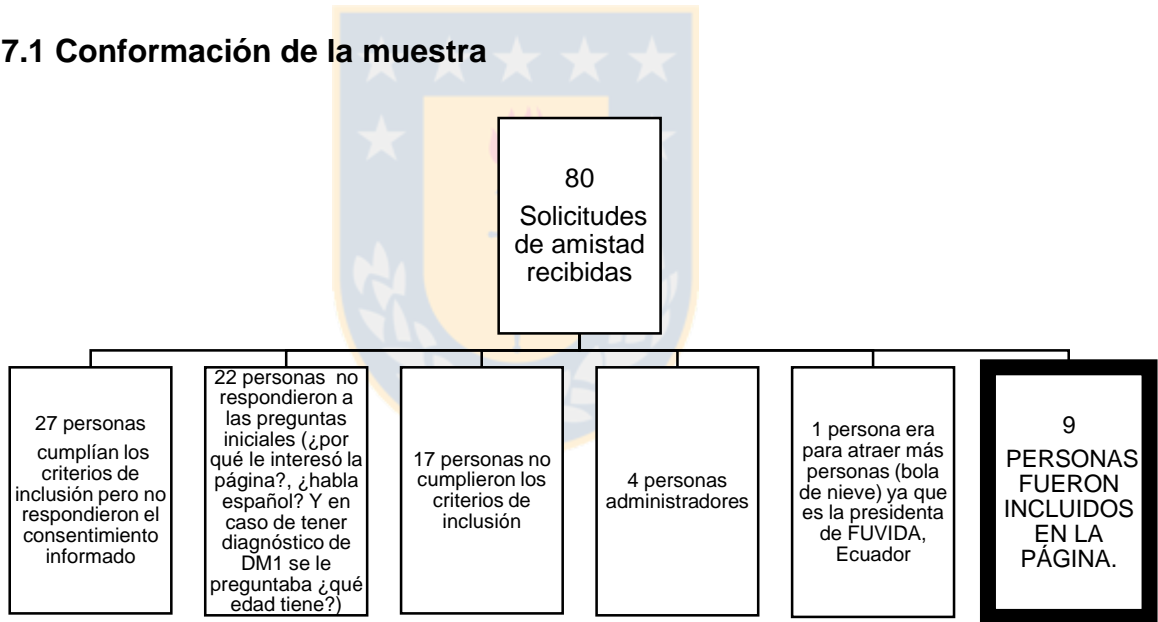 7.1 Conformación de la muestra
80
Solicitudes
de amistad
recibidas
27 personas
cumplían los
criterios de
inclusión pero no
respondieron el
consentimiento
informado
22 personas no
respondieron a
las preguntas
iniciales (¿por
qué le interesó la
página?, ¿habla
español? Y en
caso de tener
diagnóstico de
DM1 se le
preguntaba ¿qué
edad tiene?)
17 personas no
cumplieron los
criterios de
inclusión
4 personas
administradores
1 persona era
para atraer más
personas (bola
de nieve) ya que
es la presidenta
de FUVIDA,
Ecuador
9
PERSONAS
FUERON
INCLUIDOS
EN LA
PÁGINA.